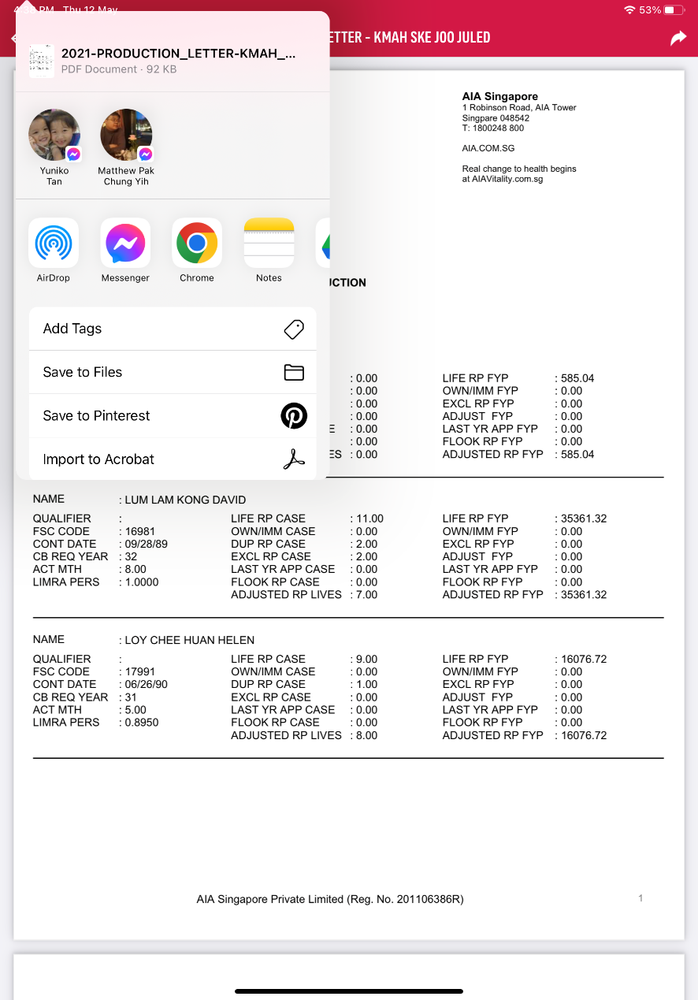 4:38 PM Thu 12 May
53%
ETTER - KMAH SKE JOO JULED
2021-PRODUCTION_LETTER-KMAH_...
PDF Document · 92 KB
Yuniko
Tan
Matthew Pak
Chung Yih
AirDrop
Messenger
Chrome
Notes
Add Tags
Save to Files
Save to Pinterest
Import to Acrobat
AIA Singapore
1 Robinson Road, AIA Tower
Singpare 048542
T: 1800248 800
AIA.COM.SG
Real change to health begins
at AIAVitality.com.sg
UCTION
: 0.00 LIFE RP FYP : 585.04
: 0.00 OWN/IMM FYP : 0.00
: 0.00 EXCL RP FYP : 0.00
: 0.00 ADJUST FYP : 0.00
E : 0.00 LAST YR APP FYP : 0.00
: 0.00 FLOOK RP FYP : 0.00
ES : 0.00 ADJUSTED RP FYP : 585.04
NAME : LUM LAM KONG DAVID
QUALIFIER : LIFE RP CASE : 11.00 LIFE RP FYP : 35361.32
FSC CODE : 16981 OWN/IMM CASE : 0.00 OWN/IMM FYP : 0.00
CONT DATE : 09/28/89 DUP RP CASE : 2.00 EXCL RP FYP : 0.00
CB REQ YEAR : 32 EXCL RP CASE : 2.00 ADJUST FYP : 0.00
ACT MTH : 8.00 LAST YR APP CASE : 0.00 LAST YR APP FYP : 0.00
LIMRA PERS : 1.0000 FLOOK RP CASE : 0.00 FLOOK RP FYP : 0.00
ADJUSTED RP LIVES : 7.00 ADJUSTED RP FYP : 35361.32
NAME : LOY CHEE HUAN HELEN
QUALIFIER : LIFE RP CASE : 9.00 LIFE RP FYP : 16076.72
FSC CODE : 17991 OWN/IMM CASE : 0.00 OWN/IMM FYP : 0.00
CONT DATE : 06/26/90 DUP RP CASE : 1.00 EXCL RP FYP : 0.00
CB REQ YEAR : 31 EXCL RP CASE : 0.00 ADJUST FYP : 0.00
ACT MTH : 5.00 LAST YR APP CASE : 0.00 LAST YR APP FYP : 0.00
LIMRA PERS : 0.8950 FLOOK RP CASE : 0.00 FLOOK RP FYP : 0.00
ADJUSTED RP LIVES : 8.00 ADJUSTED RP FYP : 16076.72
AIA Singapore Private Limited (Reg. No. 201106386R)
1